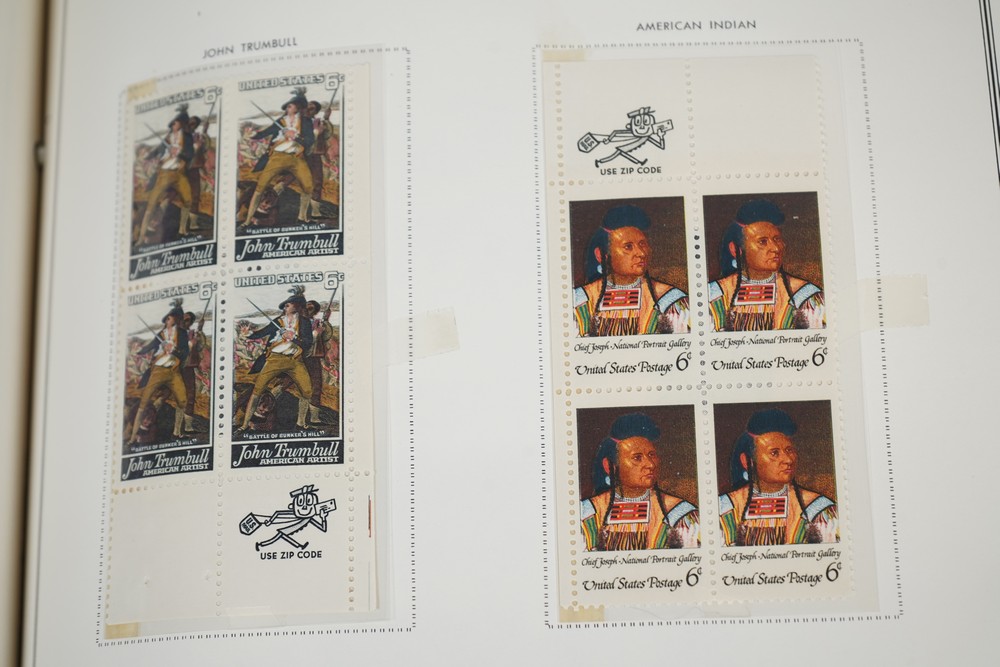 JOHN TRUMBULL
UNITED STATES 6c
UNITED STATES 6c
"BATTLE OF BUNKER'S HILL"
"BATTLE OF BUNKER'S HILL"
John Trumbull
John Trumbull
AMERICAN ARTIST
AMERICAN ARTIST
UNITED STATES 6c
UNITED STATES 6c
"BATTLE OF BUNKER'S HILL"
"BATTLE OF BUNKER'S HILL"
John Trumbull
John Trumbull
AMERICAN ARTIST
AMERICAN ARTIST
USE ZIP CODE
AMERICAN INDIAN
USE ZIP CODE
Chief Joseph-National Portrait Gallery
Chief Joseph-National Portrait Gallery
United States Postage 6c
United States Postage 6c
Chief Joseph-National Portrait Gallery
Chief Joseph-National Portrait Gallery
United States Postage 6c
United States Postage 6c